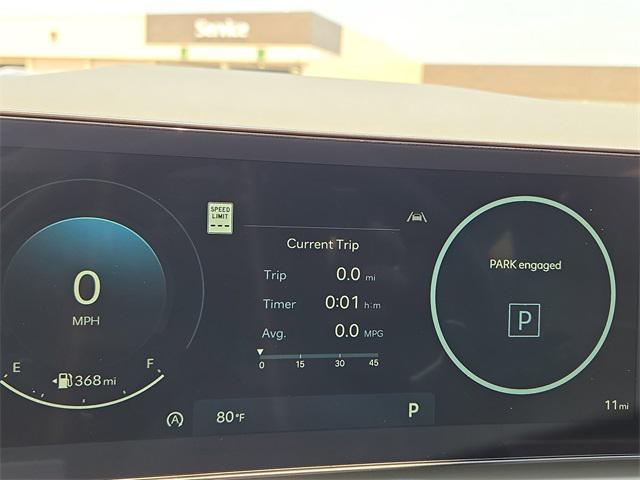 Service
SPEED
LIMIT
---
Current Trip
Trip 0.0 mi
Timer 0:01 h:m
Avg. 0.0 MPG
0 15 30 45
0
MPH
E F
368 mi
A
80°F
P
PARK engaged
P
11 mi